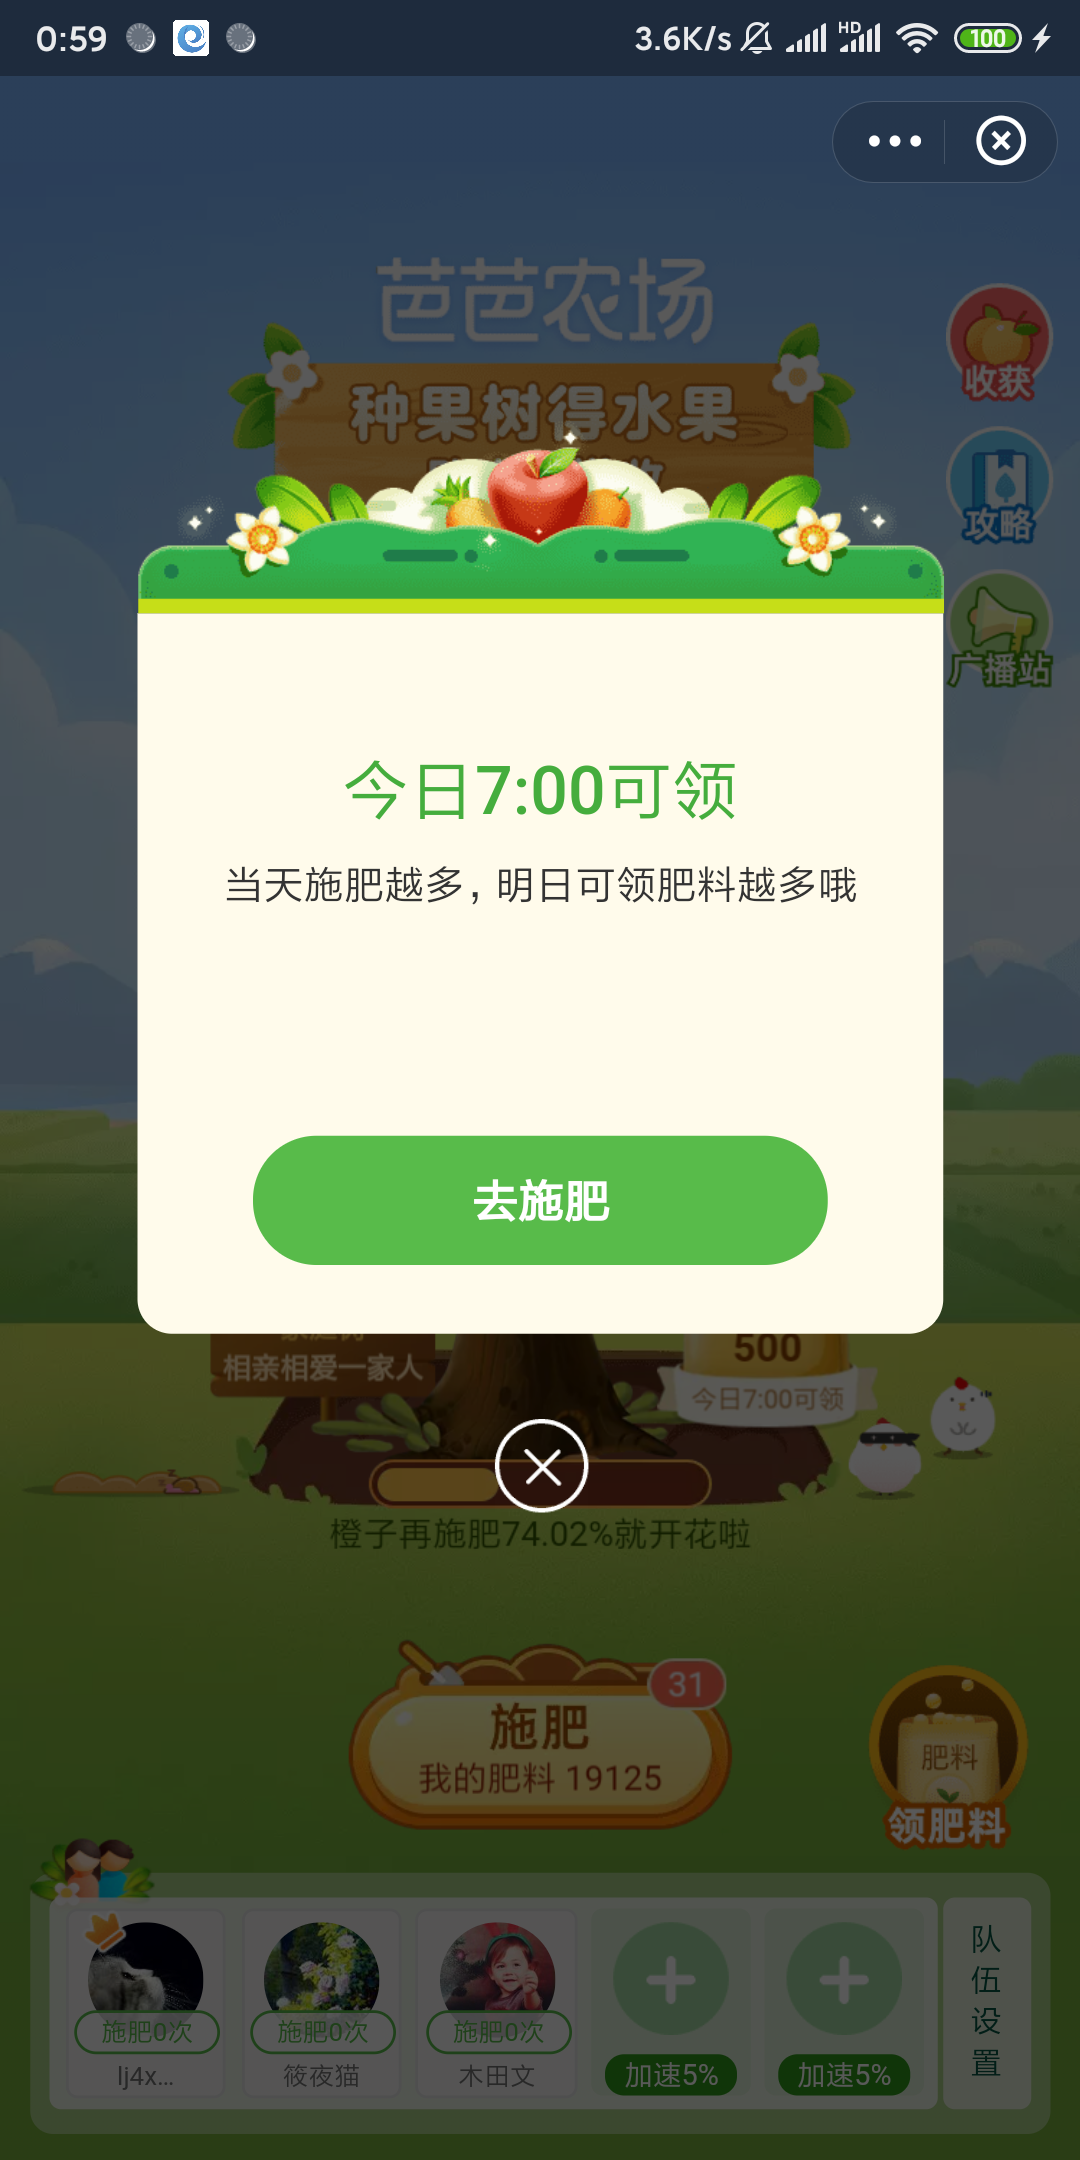 0:59
3.6K/s
HD
100
芭芭农场
种果树得水果
收获
攻略
广播站
今日7:00可领
当天施肥越多，明日可领肥料越多哦
去施肥
相亲相爱一家人
500
今日7:00可领
橙子再施肥74.02%就开花啦
31
施肥
我的肥料 19125
肥料
领肥料
施肥0次
施肥0次
施肥0次
lj4x...
筱夜猫
木田文
加速5%
加速5%
队伍设置